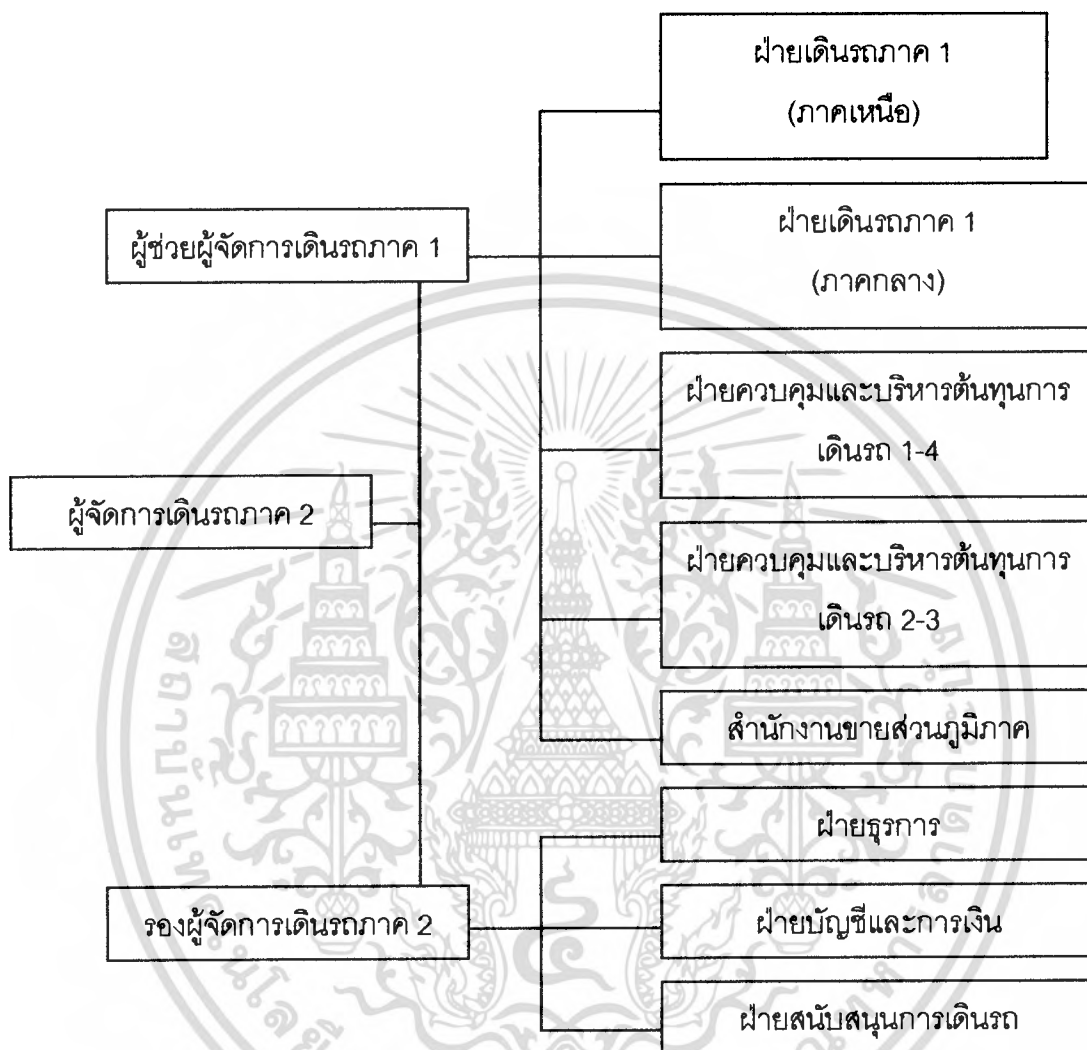 ฝ่ายเดินรถภาค 1
(ภาคเหนือ)
ผู้ช่วยผู้จัดการเดินรถภาค 1
ฝ่ายเดินรถภาค 1
(ภาคกลาง)
ฝ่ายควบคุมและบริหารต้นทุนการ
เดินรถ 1-4
ผู้จัดการเดินรถภาค 2
ฝ่ายควบคุมและบริหารต้นทุนการ
เดินรถ 2-3
สำนักงานขายส่วนภูมิภาค
ฝ่ายธุรการ
รองผู้จัดการเดินรถภาค 2
ฝ่ายบัญชีและการเงิน
ฝ่ายสนับสนุนการเดินรถ